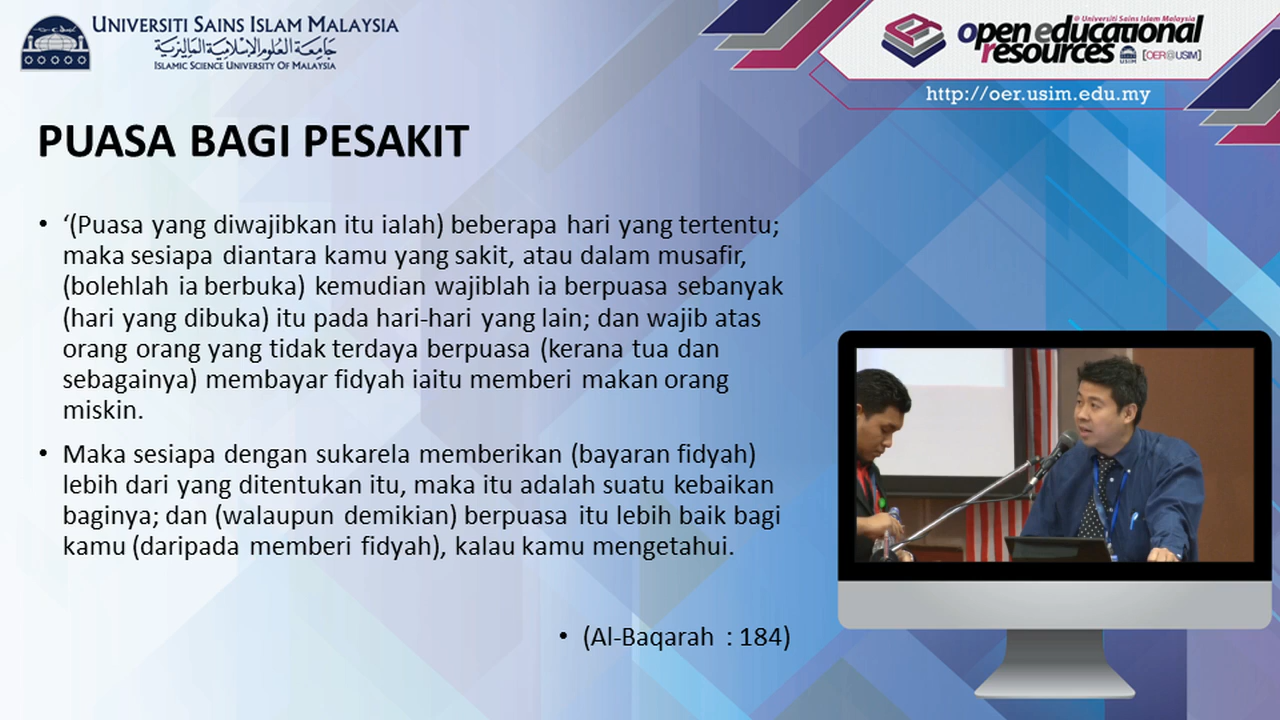 UNIVERSITI SAINS ISLAM MALAYSIA
جامعة العلوم الإسلامية الماليزية
ISLAMIC SCIENCE UNIVERSITY OF MALAYSIA
@ Universiti Sains Islam Malaysia
open educational
resources
USIM [OER@USIM]
http://oer.usim.edu.my
PUASA BAGI PESAKIT
• ‘(Puasa yang diwajibkan itu ialah) beberapa hari yang tertentu;
maka sesiapa diantara kamu yang sakit, atau dalam musafir,
(bolehlah ia berbuka) kemudian wajiblah ia berpuasa sebanyak
(hari yang dibuka) itu pada hari-hari yang lain; dan wajib atas
orang orang yang tidak terdaya berpuasa (kerana tua dan
sebagainya) membayar fidyah iaitu memberi makan orang
miskin.
• Maka sesiapa dengan sukarela memberikan (bayaran fidyah)
lebih dari yang ditentukan itu, maka itu adalah suatu kebaikan
baginya; dan (walaupun demikian) berpuasa itu lebih baik bagi
kamu (daripada memberi fidyah), kalau kamu mengetahui.
• (Al-Baqarah : 184)